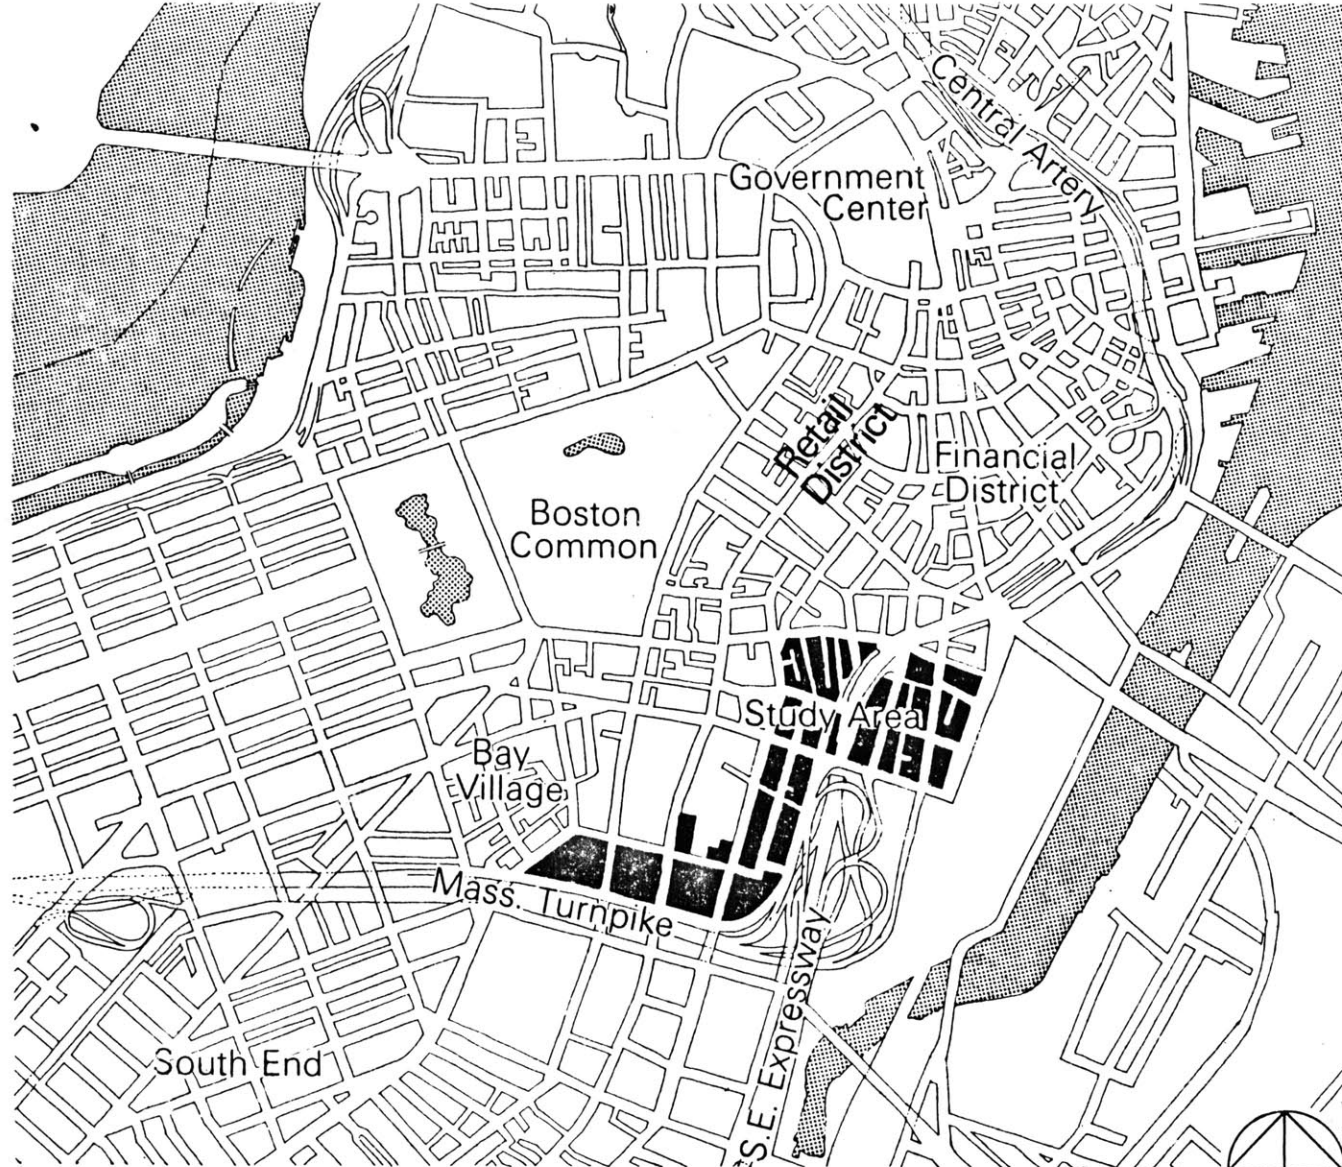 Central Artery
Government
Center
Retail
District
Financial
District
Boston
Common
Study Area
Bay
Village
Mass. Turnpike
S.E. Expressway
South End